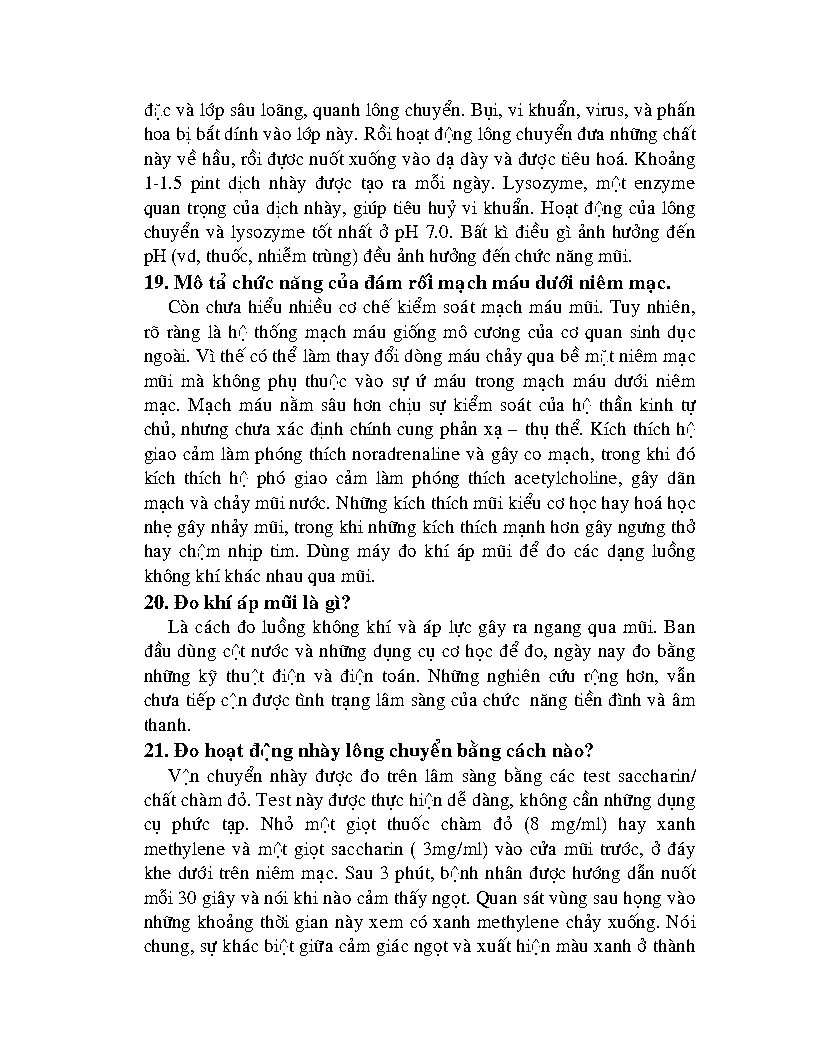 đặc và lớp sâu loãng, quanh lông chuyển. Bụi, vi khuẩn, virus, và phấn
hoa bị bắt dính vào lớp này. Rồi hoạt động lông chuyển đưa những chất
này về hầu, rồi đựơc nuốt xuống vào dạ dày và được tiêu hoá. Khoảng
1-1.5 pint dịch nhày được tạo ra mỗi ngày. Lysozyme, một enzyme
quan trọng của dịch nhày, giúp tiêu huỷ vi khuẩn. Hoạt động của lông
chuyển và lysozyme tốt nhất ở pH 7.0. Bất kì điều gì ảnh hưởng đến
pH (vd, thuốc, nhiễm trùng) đều ảnh hưởng đến chức năng mũi.
19. Mô tả chức năng của đám rối mạch máu dưới niêm mạc.
Còn chưa hiểu nhiều cơ chế kiểm soát mạch máu mũi. Tuy nhiên,
rõ ràng là hệ thống mạch máu giống mô cương của cơ quan sinh dục
ngoài. Vì thế có thể làm thay đổi dòng máu chảy qua bề mặt niêm mạc
mũi mà không phụ thuộc vào sự ứ máu trong mạch máu dưới niêm
mạc. Mạch máu nằm sâu hơn chịu sự kiểm soát của hệ thần kinh tự
chủ, nhưng chưa xác định chính cung phản xạ – thụ thể. Kích thích hệ
giao cảm làm phóng thích noradrenaline và gây co mạch, trong khi đó
kích thích hệ phó giao cảm làm phóng thích acetylcholine, gây dãn
mạch và chảy mũi nước. Những kích thích mũi kiểu cơ học hay hoá học
nhẹ gây nhảy mũi, trong khi những kích thích mạnh hơn gây ngưng thở
hay chậm nhịp tim. Dùng máy đo khí áp mũi để đo các dạng luồng
không khí khác nhau qua mũi.
20. Đo khí áp mũi là gì?
Là cách đo luồng không khí và áp lực gây ra ngang qua mũi. Ban
đầu dùng cột nước và những dụng cụ cơ học để đo, ngày nay đo bằng
những kỹ thuật điện và điện toán. Những nghiên cứu rộng hơn, vẫn
chưa tiếp cận được tình trạng lâm sàng của chức năng tiền đình và âm
thanh.
21. Đo hoạt động nhày lông chuyển bằng cách nào?
Vận chuyển nhày được đo trên lâm sàng bằng các test saccharin/
chất chàm đỏ. Test này được thực hiện dễ dàng, không cần những dụng
cụ phức tạp. Nhỏ một giọt thuốc chàm đỏ (8 mg/ml) hay xanh
methylene và một giọt saccharin ( 3mg/ml) vào cửa mũi trước, ở đáy
khe dưới trên niêm mạc. Sau 3 phút, bệnh nhân được hướng dẫn nuốt
mỗi 30 giây và nói khi nào cảm thấy ngọt. Quan sát vùng sau họng vào
những khoảng thời gian này xem có xanh methylene chảy xuống. Nói
chung, sự khác biệt giữa cảm giác ngọt và xuất hiện màu xanh ở thành